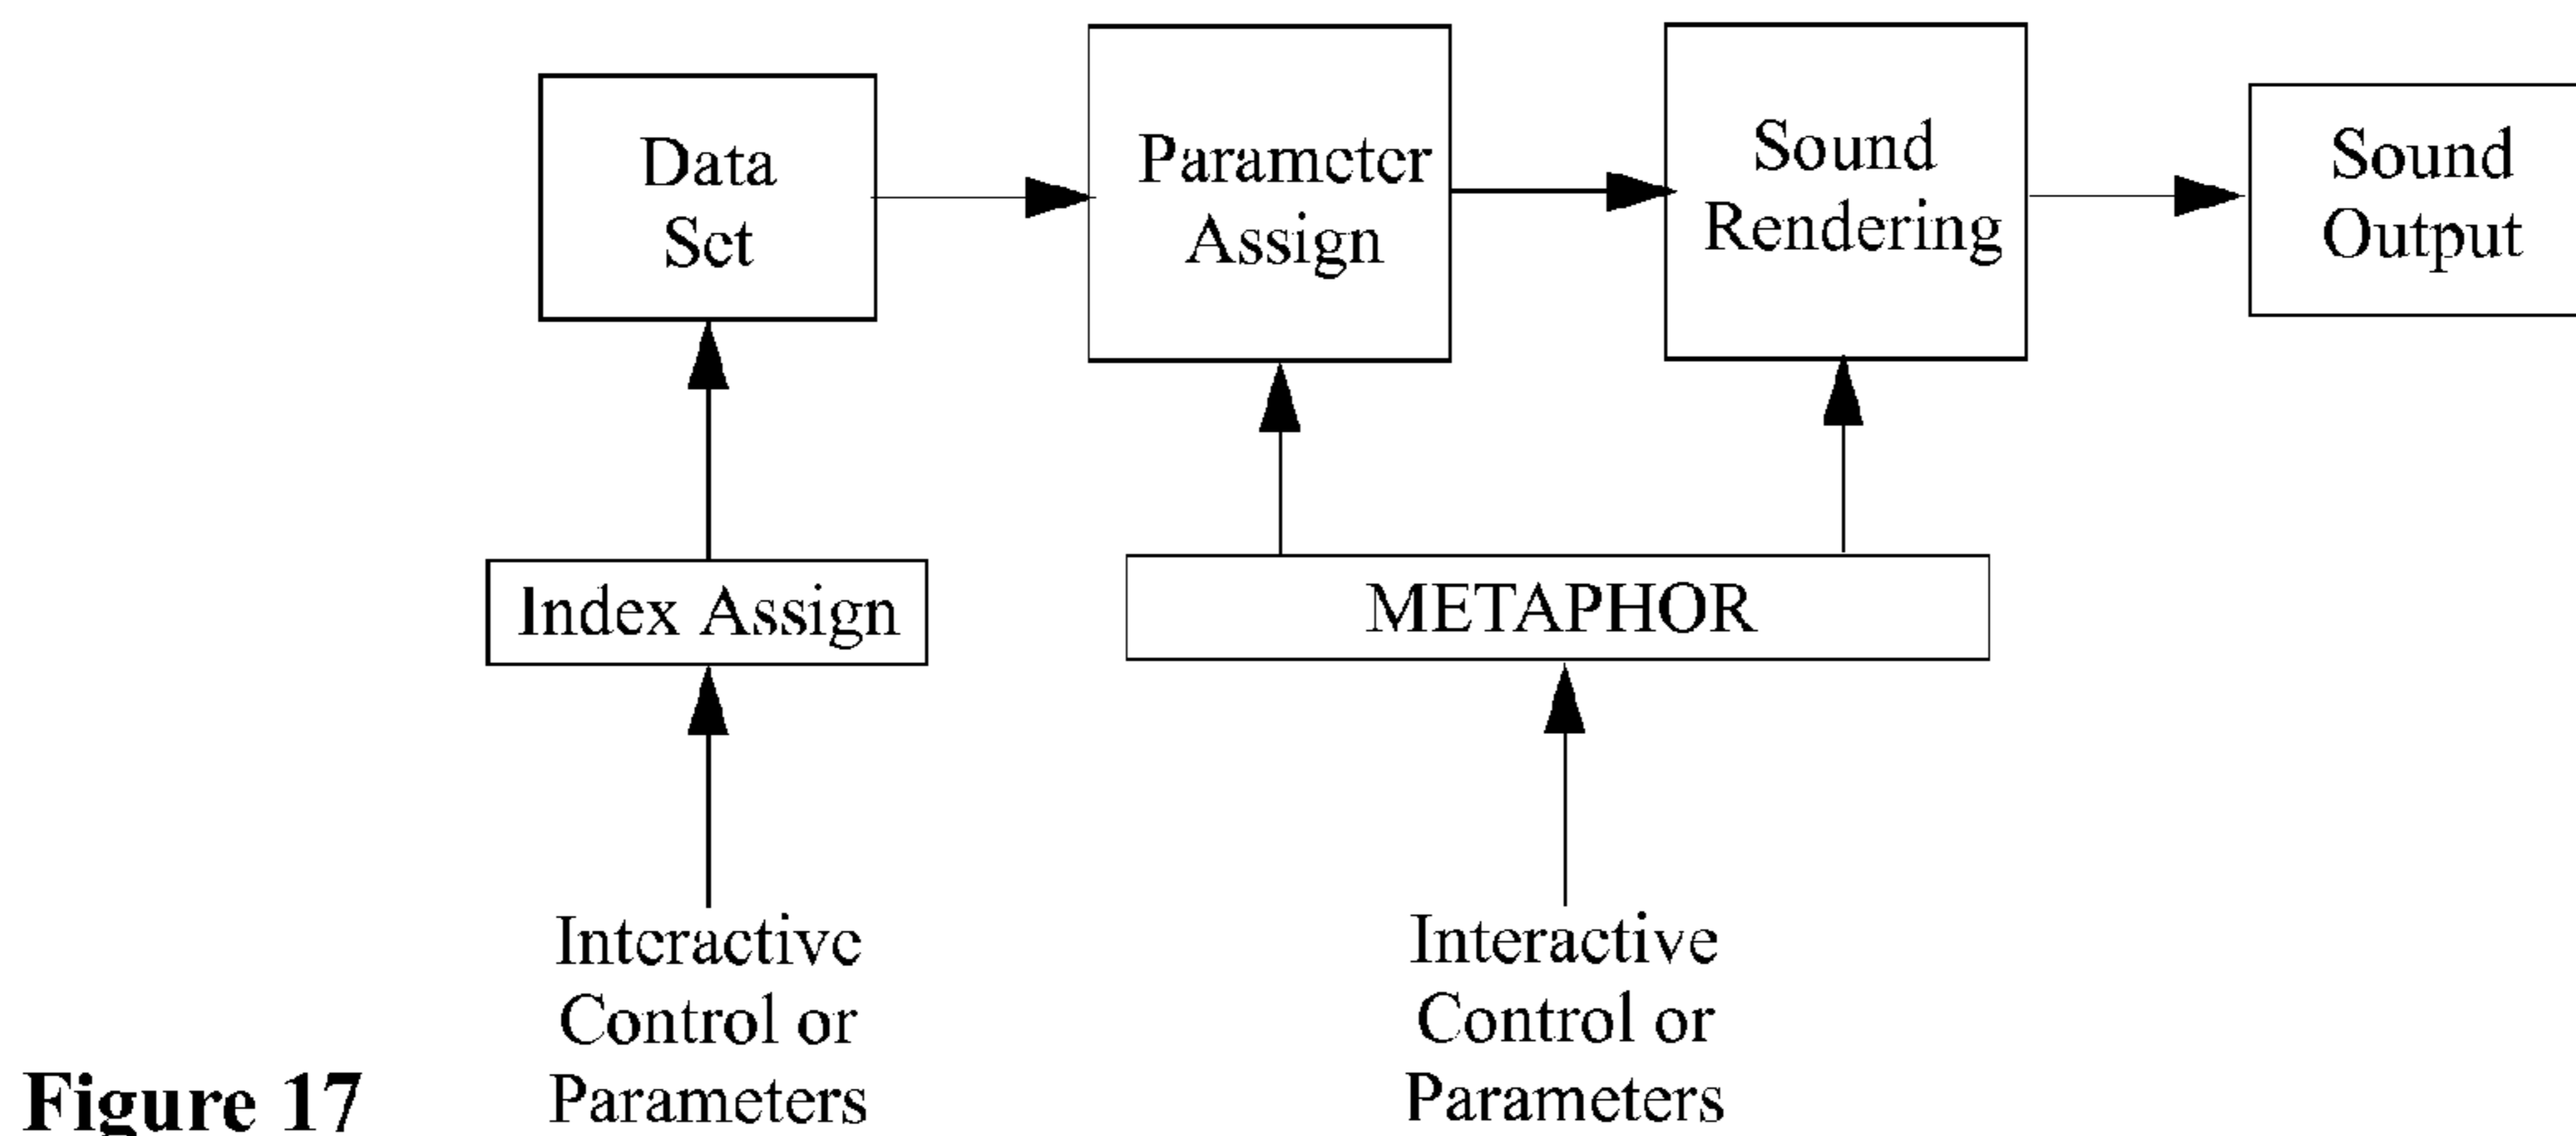 Data
Set
Parameter
Assign
Sound
Rendering
Sound
Output
Index Assign
METAPHOR
Interactive
Control or
Parameters
Interactive
Control or
Parameters
Figure 17